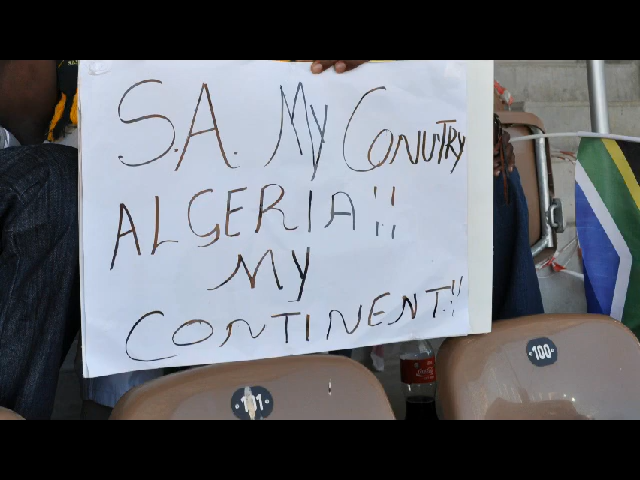 S.A. My CONUTRY
ALGERIA!!
My
CONTINENT!!
·101·
·100·